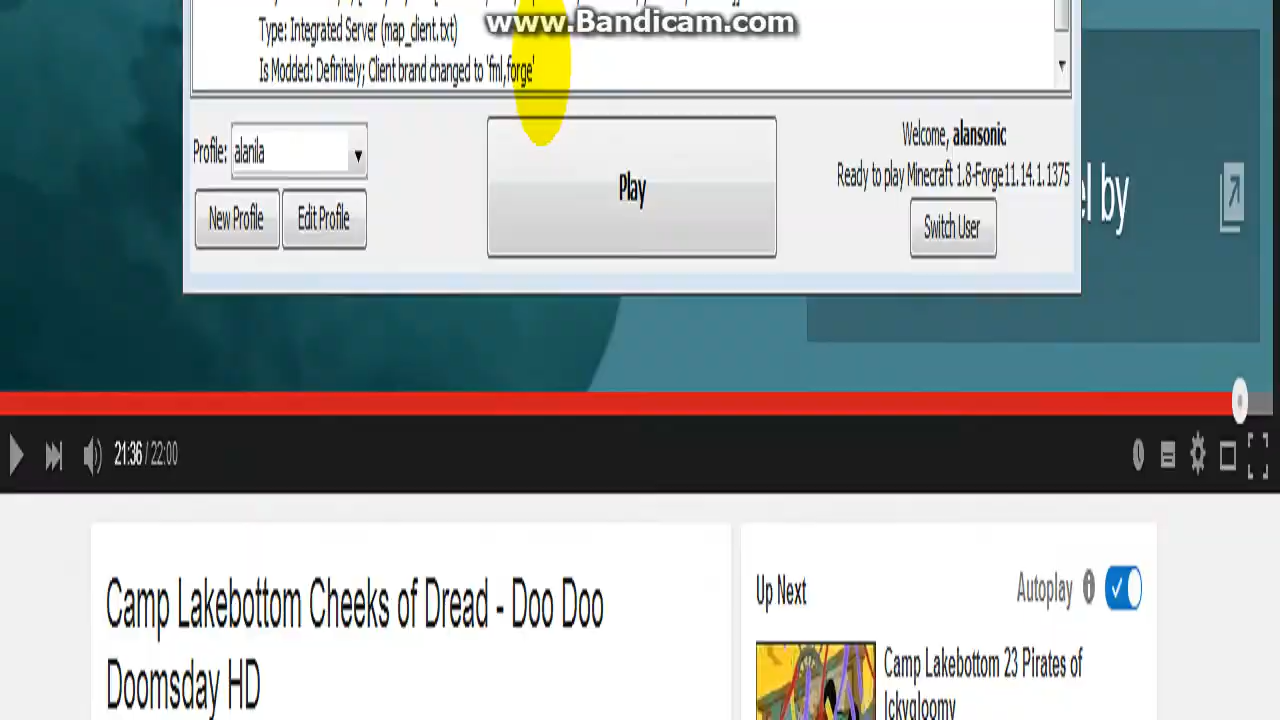 www.Bandicam.com
Type: Integrated Server (map_client.txt)
Is Modded: Definitely; Client brand changed to 'fml,forge'
Profile: alanila
Play
Welcome, alansonic
Ready to play Minecraft 1.8-Forge11.14.1.1375
New Profile
Edit Profile
Switch User
el by
21:36 / 22:00
Camp Lakebottom Cheeks of Dread - Doo Doo
Doomsday HD
Up Next
Autoplay
Camp Lakebottom 23 Pirates of
Ickygloomy